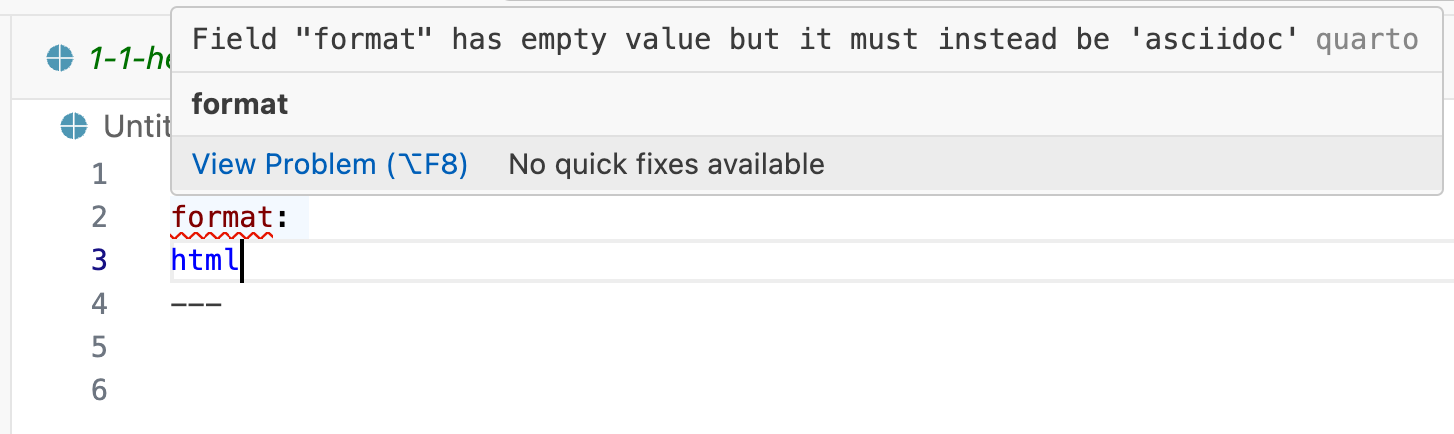 Field "format" has empty value but it must instead be 'asciidoc' quarto
1-1-he
format
Untit
View Problem (⌥F8) No quick fixes available
1
2 format:
3 html
4 ---
5
6